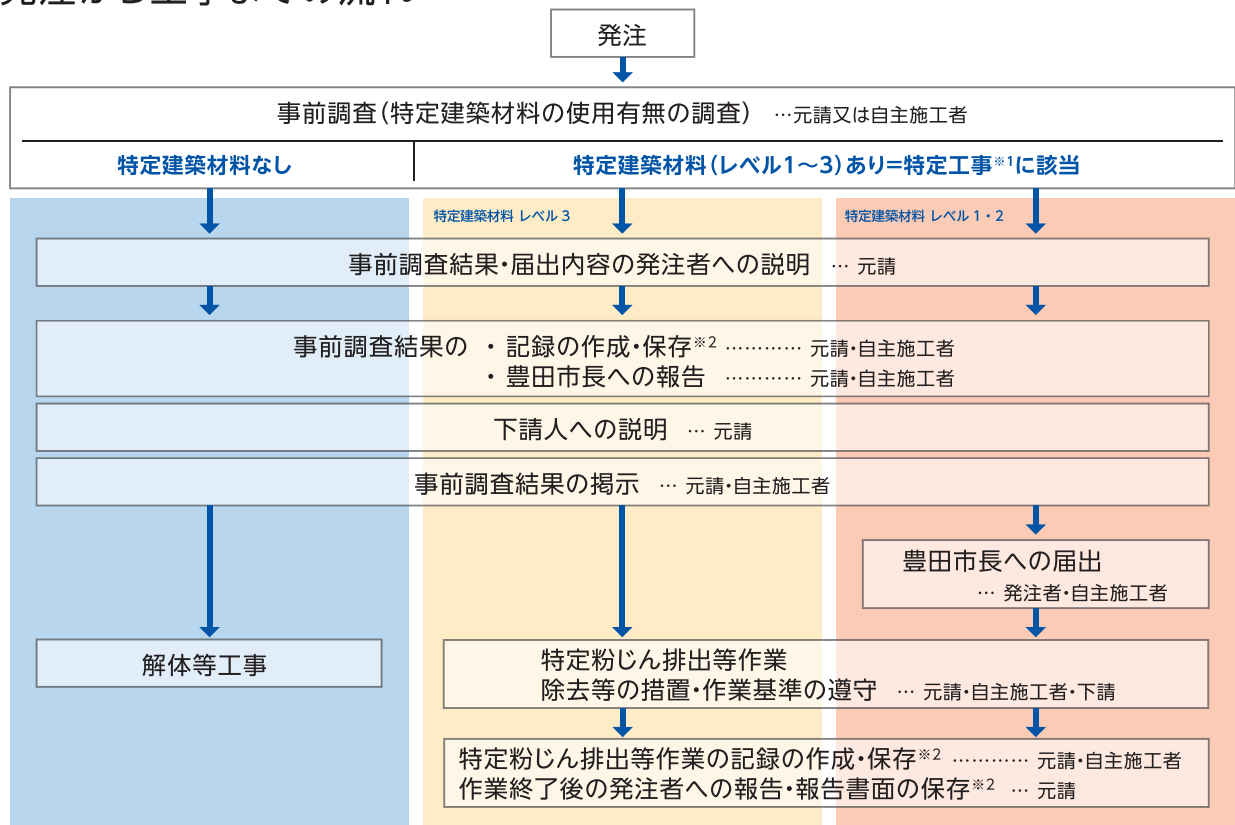 発注
事前調査(特定建築材料の使用有無の調査) …元請又は自主施工者
特定建築材料なし
特定建築材料(レベル1~3)あり=特定工事※1に該当
特定建築材料 レベル 3
特定建築材料 レベル 1・2
事前調査結果・届出内容の発注者への説明 … 元請
事前調査結果の ・ 記録の作成・保存※2 ………… 元請・自主施工者
・ 豊田市長への報告 ………… 元請・自主施工者
下請人への説明 … 元請
事前調査結果の掲示 … 元請・自主施工者
豊田市長への届出
… 発注者・自主施工者
解体等工事
特定粉じん排出等作業
除去等の措置・作業基準の遵守 … 元請・自主施工者・下請
特定粉じん排出等作業の記録の作成・保存※2 ………… 元請・自主施工者
作業終了後の発注者への報告・報告書面の保存※2 … 元請